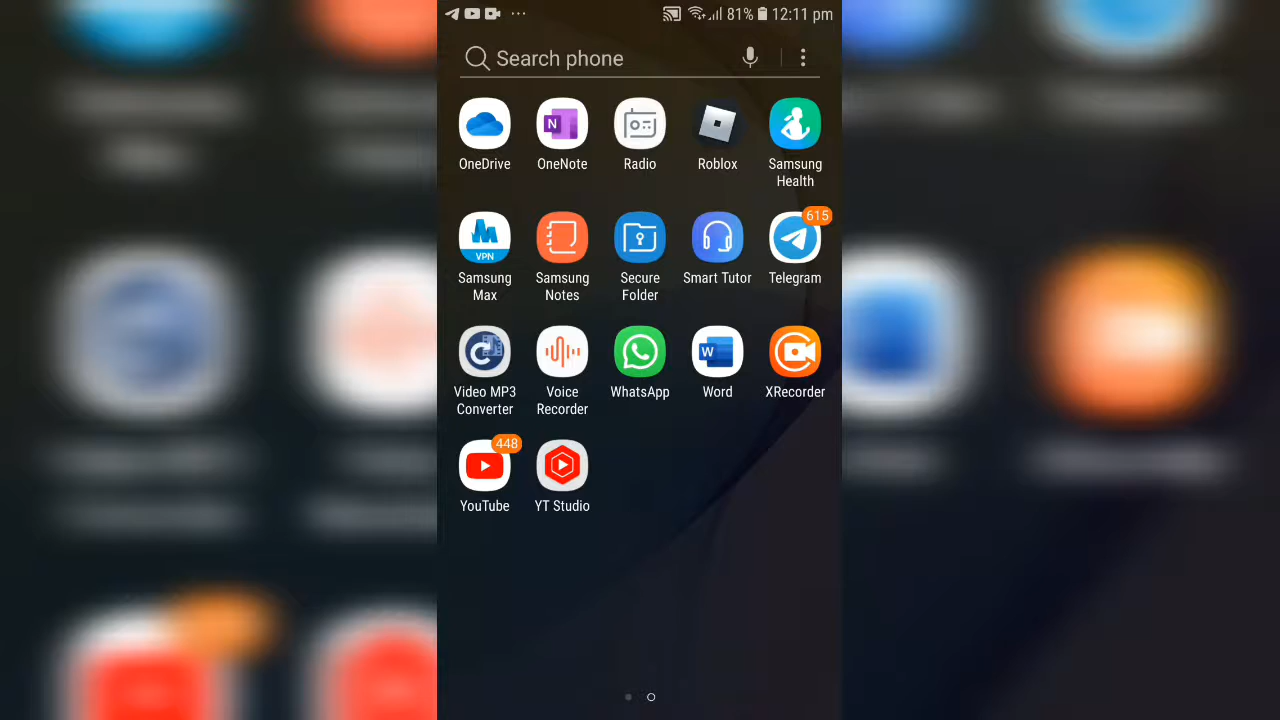 81% 12:11 pm
Search phone
OneDrive
OneNote
Radio
Roblox
Samsung
Health
VPN
Samsung
Max
Samsung
Notes
Secure
Folder
Smart Tutor
615
Telegram
Video MP3
Converter
Voice
Recorder
WhatsApp
W
Word
XRecorder
448
YouTube
YT Studio
N